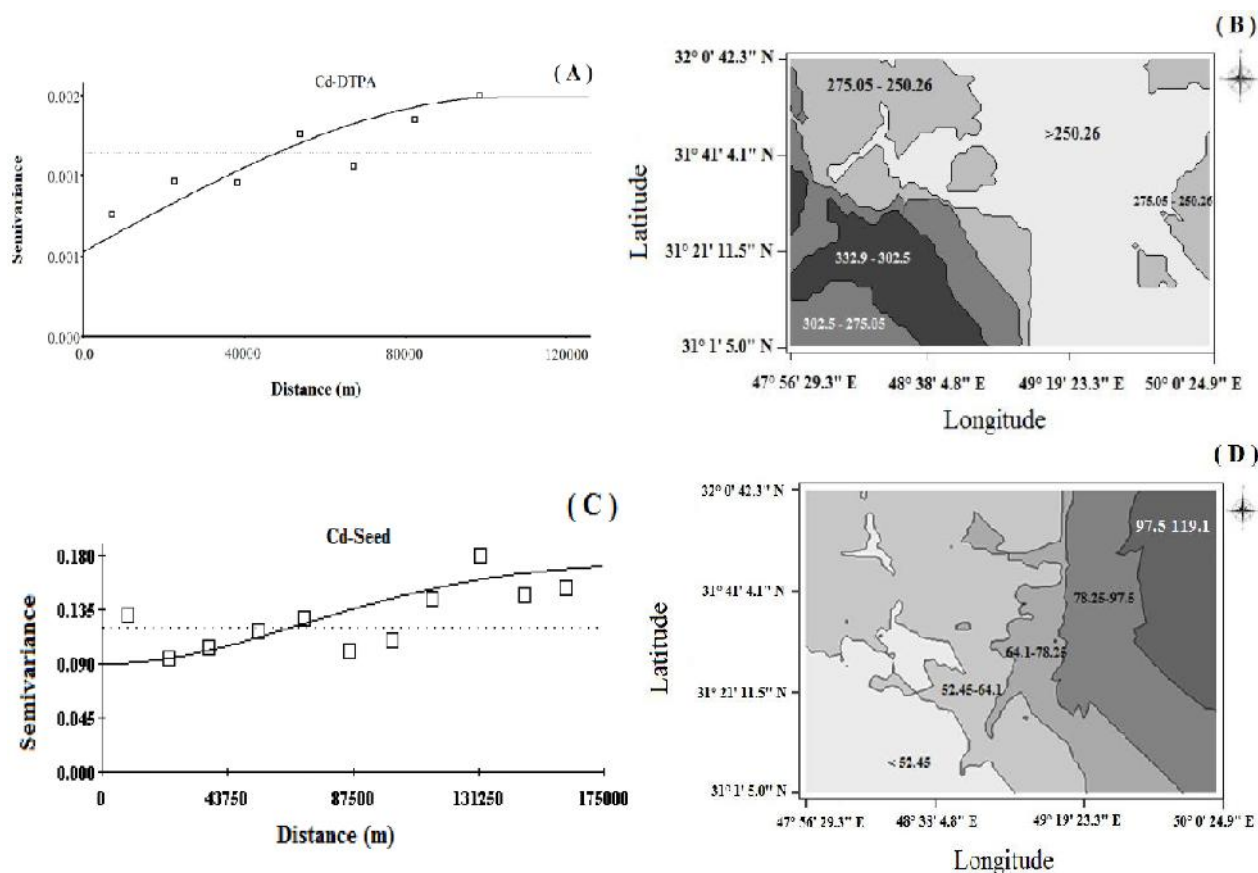 ( A )
Cd-DTPA
0.002
0.001
0.001
0.000
0.0 40000 80000 120000
Semivariance
Distance (m)
( B )
32° 0' 42.3" N
31° 41' 4.1" N
31° 21' 11.5" N
31° 1' 5.0" N
Latitude
275.05 - 250.26
>250.26
275.05 - 250.26
332.9 - 302.5
302.5 - 275.05
47° 56' 29.3" E 48° 38' 4.8" E 49° 19' 23.3" E 50° 0' 24.9" E
Longitude
( C )
Cd-Seed
0.180
0.135
0.090
0.045
0.000
0 43750 87500 131250 175000
Semivariance
Distance (m)
( D )
32° 0' 42.3" N
31° 41' 4.1" N
31° 21' 11.5" N
31° 1' 5.0" N
Latitude
97.5 119.1
78.25-97.5
64.1-78.25
52.45-64.1
< 52.45
47° 56' 29.3" E 48° 33' 4.8" E 49° 19' 23.3" E 50° 0' 24.9" E
Longitude